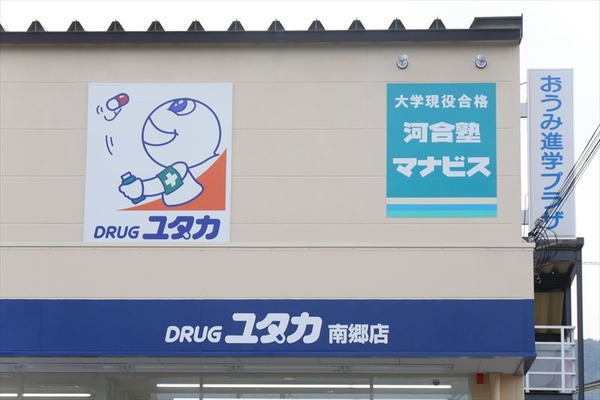 DRUG ユタカ
大学現役合格
河合塾
マナビス
おうみ進学プラザ
DRUG ユタカ 南郷店